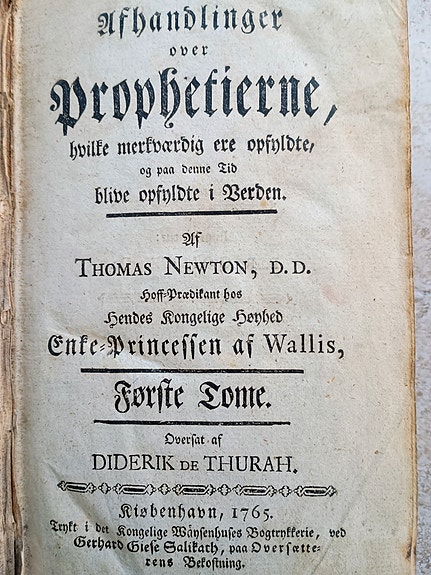 Afhandlinger
over
Prophetierne,
hvilke merkværdig ere opfyldte,
og paa denne Tid
blive opfyldte i Verden.
Af
THOMAS NEWTON, D.D.
Hoff-Prædikant hos
Hendes Kongelige Høyhed
Enke-Princessen af Wallis,
Første Tome.
Oversat af
DIDERIK DE THURAH.
Kiøbenhavn, 1765.
Trykt i det Kongelige Wäysenhuses Bogtrykkerie, ved
Gerhard Giese Salikath, paa Oversætte-
rens Bekostning.